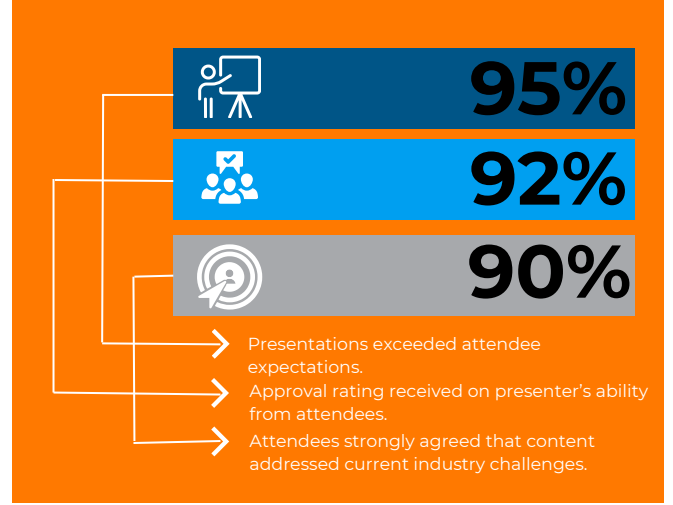 95%
92%
90%
Presentations exceeded attendee
expectations.
Approval rating received on presenter’s ability
from attendees.
Attendees strongly agreed that content
addressed current industry challenges.